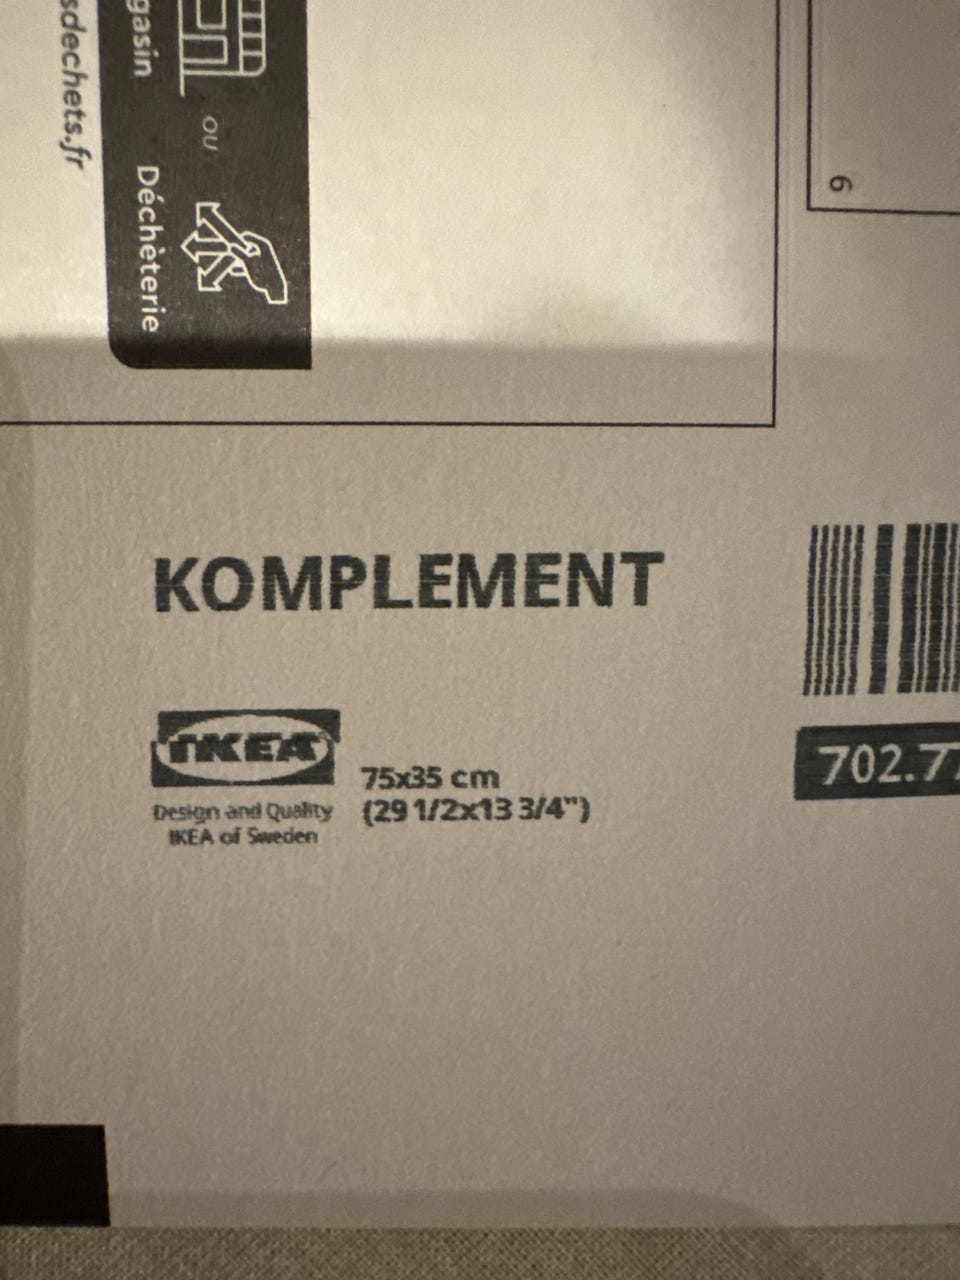 sdechets.fr
gasin
OU
Déchèterie
6
KOMPLEMENT
IKEA
Design and Quality
IKEA of Sweden
75x35 cm
(29 1/2x13 3/4")
702.77